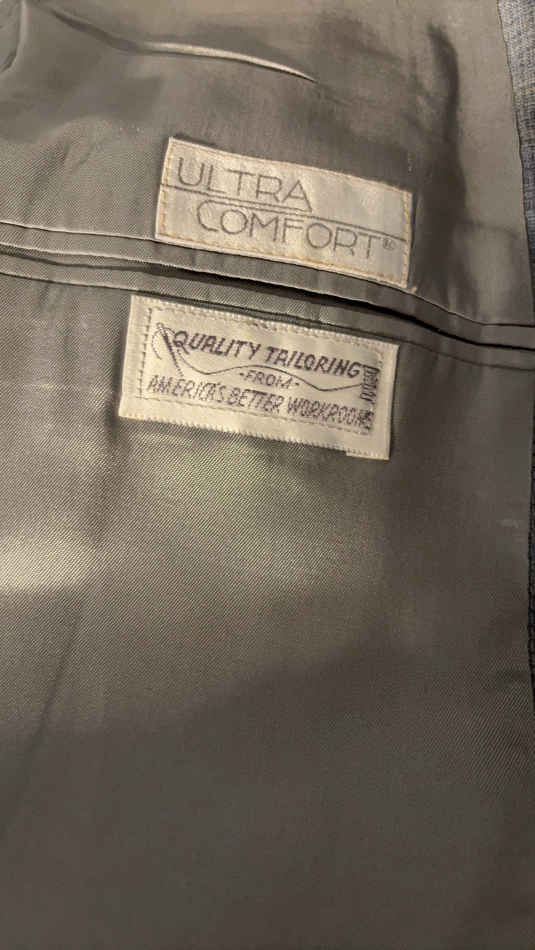 ULTRA
COMFORT®
QUALITY TAILORING
-FROM-
AMERICA'S BETTER WORKROOMS